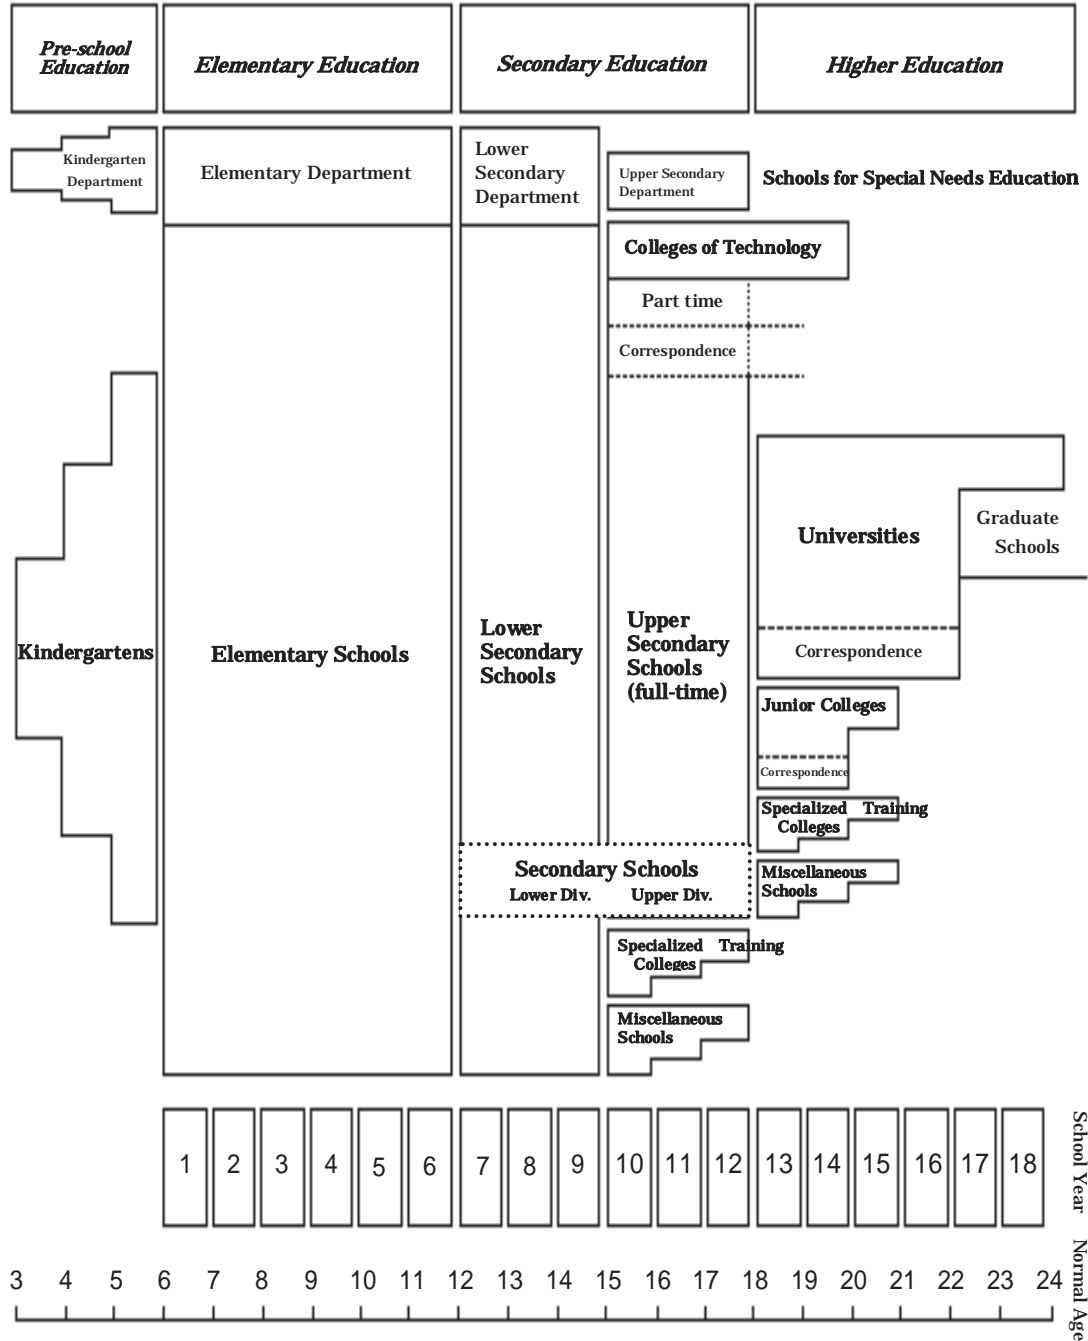 Pre-school
Education
Elementary Education
Secondary Education
Higher Education
Kindergarten
Department
Elementary Department
Lower
Secondary
Department
Upper Secondary
Department
Schools for Special Needs Education
Colleges of Technology
Part time
Correspondence
Universities
Graduate
Schools
Correspondence
Kindergartens
Elementary Schools
Lower
Secondary
Schools
Upper
Secondary
Schools
(full-time)
Junior Colleges
Correspondence
Specialized Training
Colleges
Secondary Schools
Lower Div. Upper Div.
Miscellaneous
Schools
Specialized Training
Colleges
Miscellaneous
Schools
1 2 3 4 5 6 7 8 9 10 11 12 13 14 15 16 17 18
School Year
3 4 5 6 7 8 9 10 11 12 13 14 15 16 17 18 19 20 21 22 23 24
Normal Age